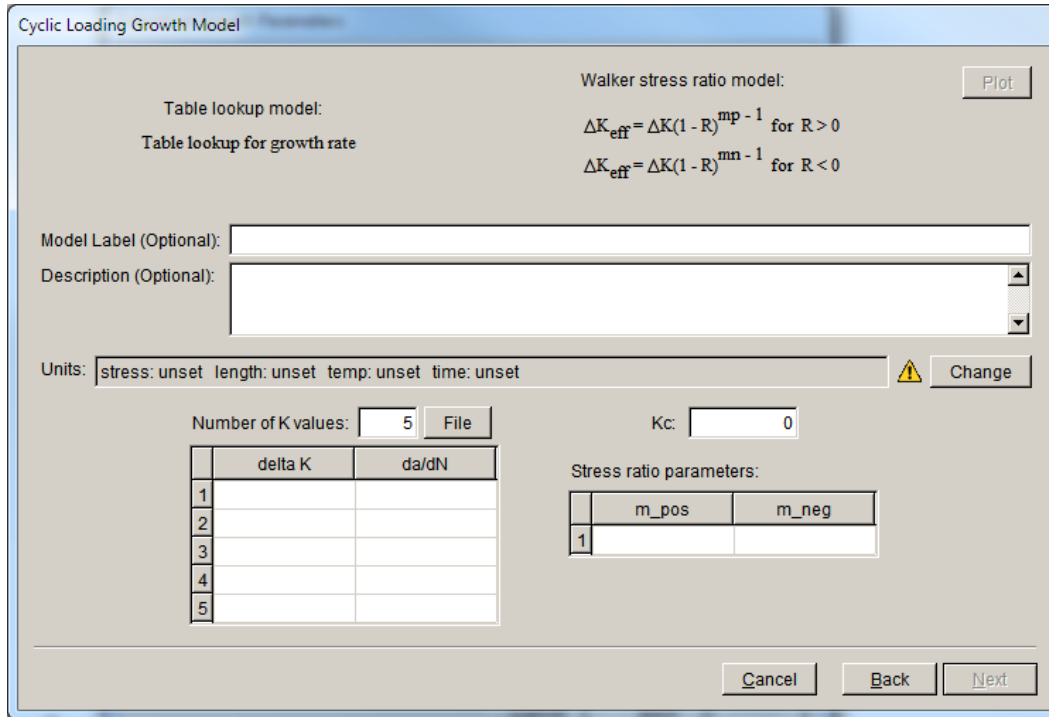 Cyclic Loading Growth Model
Parameters
Table lookup model:
Table lookup for growth rate
Walker stress ratio model:
ΔKeff = ΔK(1 - R)^mp - 1 for R > 0
ΔKeff = ΔK(1 - R)^mn - 1 for R < 0
Plot
Model Label (Optional):
Description (Optional):
Units: stress: unset length: unset temp: unset time: unset
Change
Number of K values: 5 File
delta K da/dN
1
2
3
4
5
Kc: 0
Stress ratio parameters:
m_pos m_neg
1
Cancel Back Next